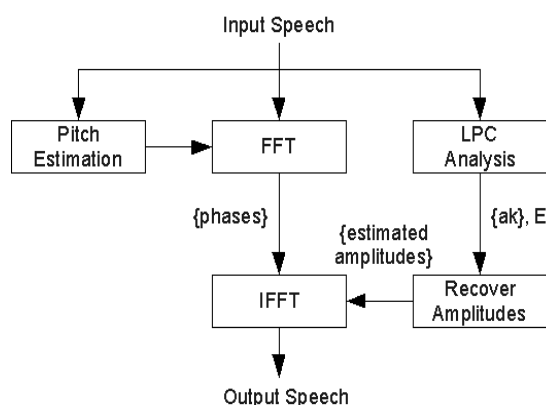 Input Speech
Pitch
Estimation
FFT
LPC
Analysis
{phases}
{ak}, E
{estimated
amplitudes}
IFFT
Recover
Amplitudes
Output Speech